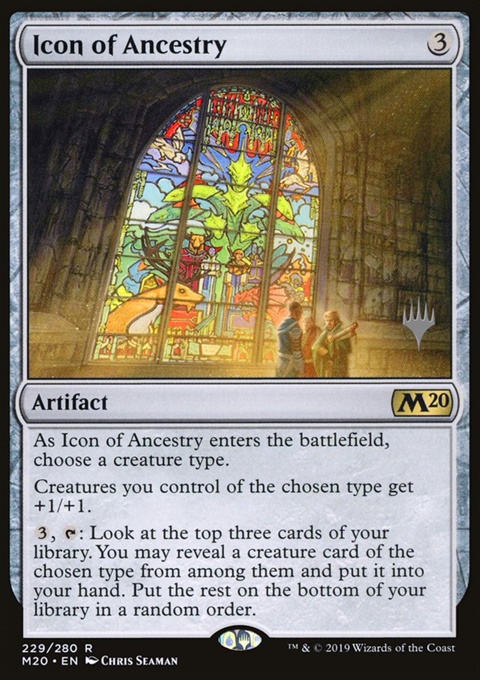 Icon of Ancestry 3
Artifact M20
As Icon of Ancestry enters the battlefield,
choose a creature type.
Creatures you control of the chosen type get
+1/+1.
3, : Look at the top three cards of your
library. You may reveal a creature card of the
chosen type from among them and put it into
your hand. Put the rest on the bottom of your
library in a random order.
229/280 R
M20 • EN Chris Seaman ™ & © 2019 Wizards of the Coast